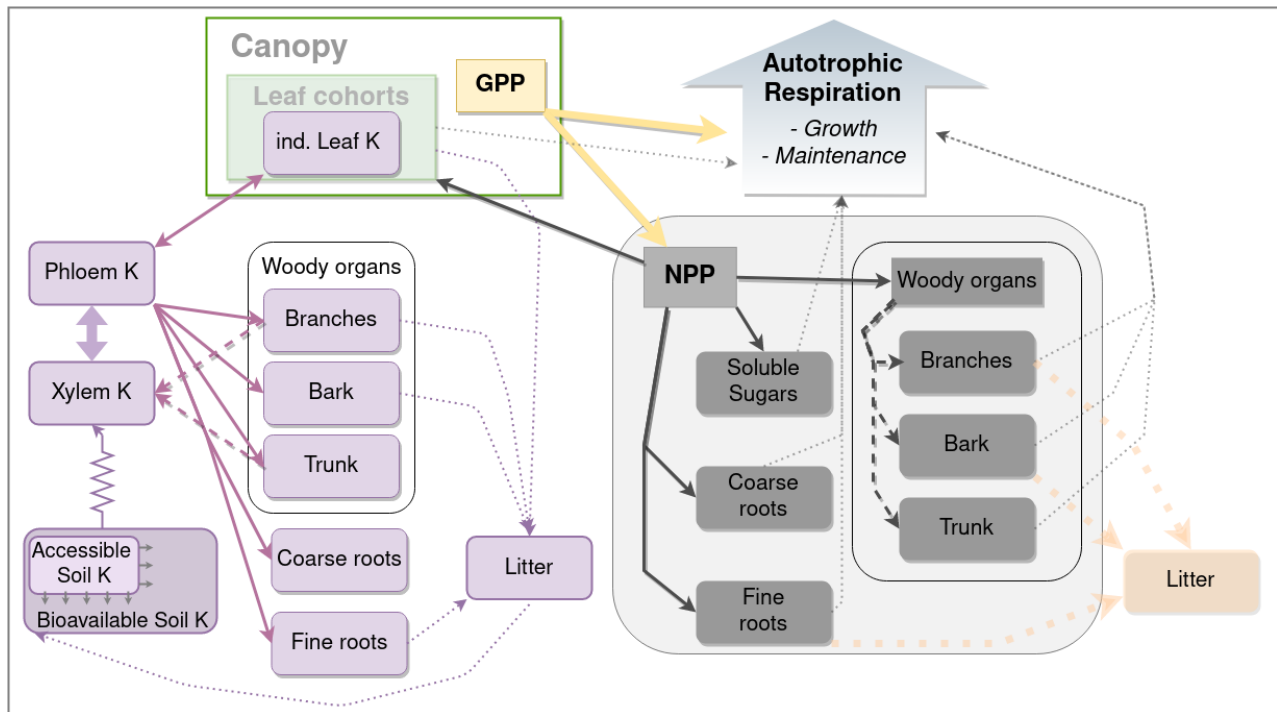 Canopy
Leaf cohorts
ind. Leaf K
GPP
Autotrophic
Respiration
- Growth
- Maintenance
Phloem K
Xylem K
Woody organs
Branches
Bark
Trunk
Coarse roots
Fine roots
Accessible
Soil K
Bioavailable Soil K
Litter
NPP
Soluble
Sugars
Coarse
roots
Fine
roots
Woody organs
Branches
Bark
Trunk
Litter